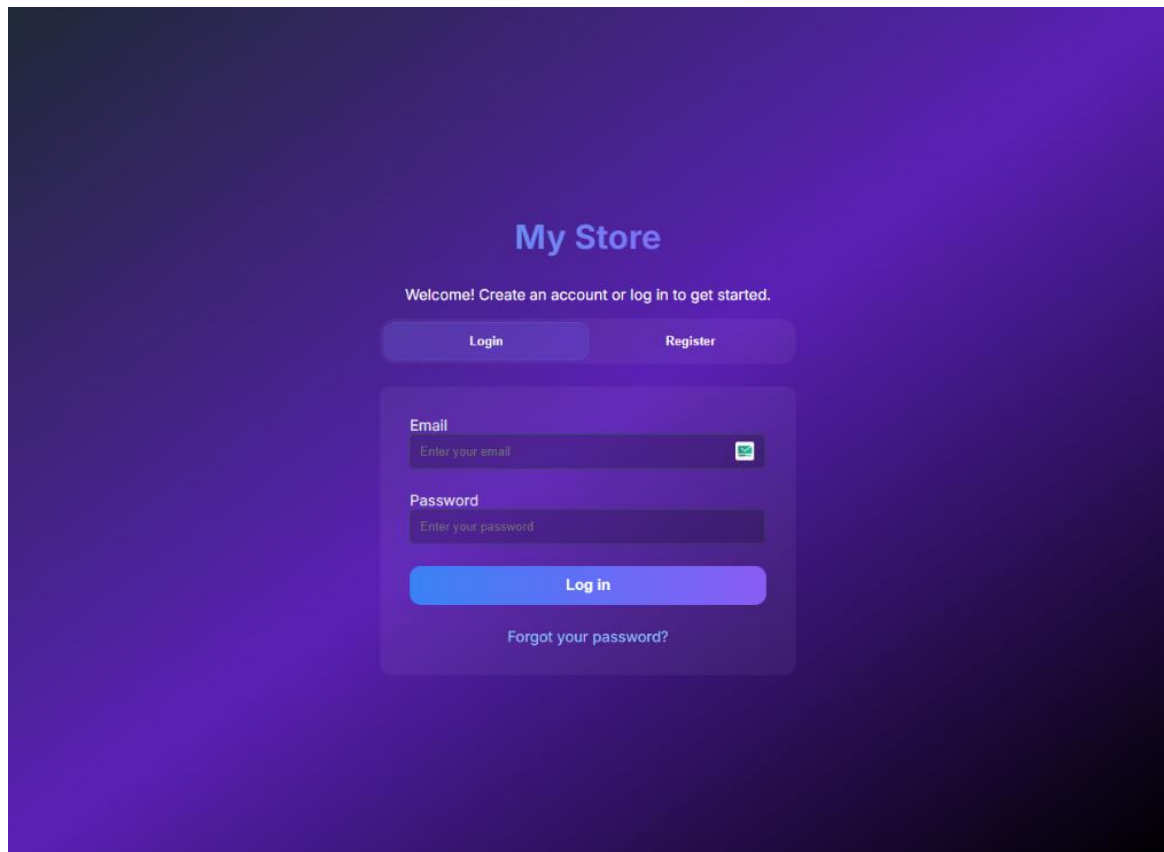 My Store
Welcome! Create an account or log in to get started.
Login Register
Email
Enter your email
Password
Enter your password
Log in
Forgot your password?